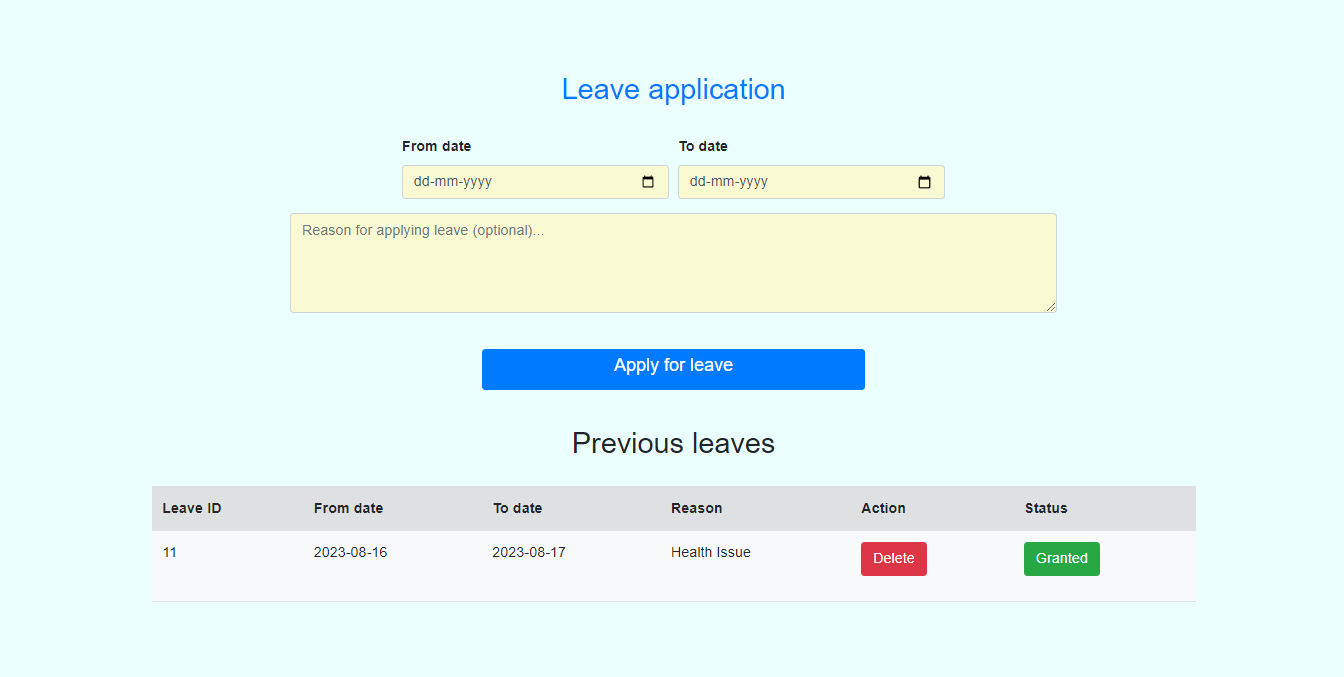 Leave application
From date To date
dd-mm-yyyy dd-mm-yyyy
Reason for applying leave (optional)...
Apply for leave
Previous leaves
Leave ID From date To date Reason Action Status
11 2023-08-16 2023-08-17 Health Issue Delete Granted